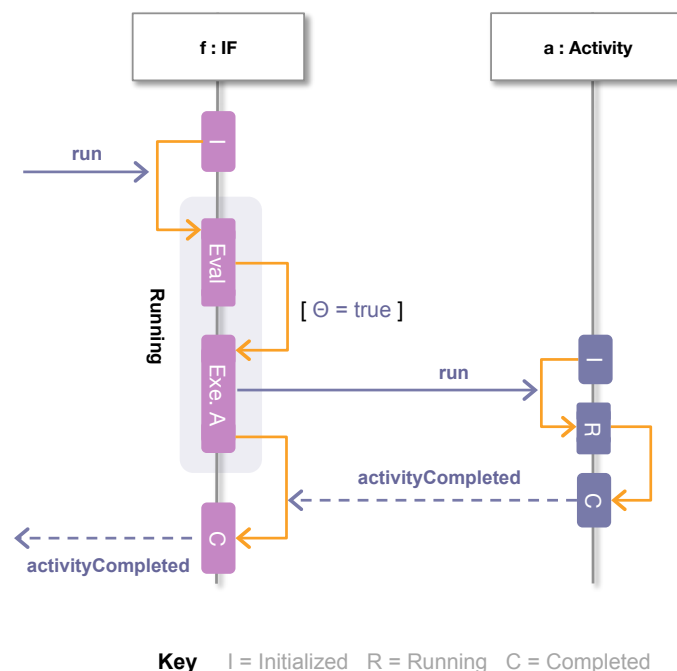 f : IF
a : Activity
I
run
Eval
[ Θ = true ]
Running
Exe. A
run
I
R
activityCompleted
C
C
activityCompleted
Key I = Initialized R = Running C = Completed